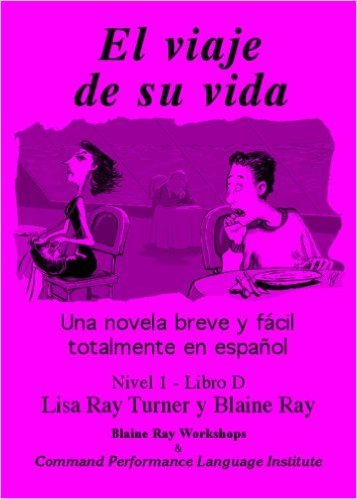 El viaje
de su vida
Una novela breve y fácil
totalmente en español
Nivel 1 - Libro D
Lisa Ray Turner y Blaine Ray
Blaine Ray Workshops
&
Command Performance Language Institute